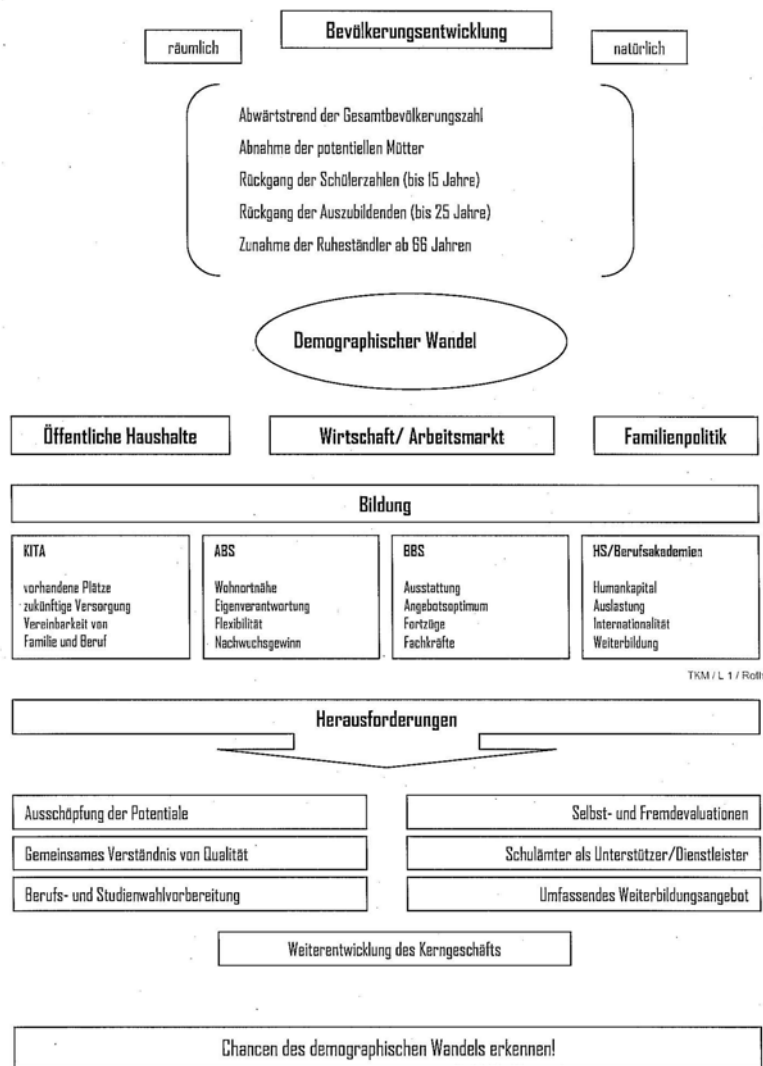 Bevölkerungsentwicklung
räumlich
natürlich
Abwärtstrend der Gesamtbevölkerungszahl
Abnahme der potentiellen Mütter
Rückgang der Schülerzahlen (bis 15 Jahre)
Rückgang der Auszubildenden (bis 25 Jahre)
Zunahme der Ruheständler ab 66 Jahren
Demographischer Wandel
Öffentliche Haushalte
Wirtschaft/ Arbeitsmarkt
Familienpolitik
Bildung
KITA
vorhandene Plätze
zukünftige Versorgung
Vereinbarkeit von
Familie und Beruf
ABS
Wohnortnähe
Eigenverantwortung
Flexibilität
Nachwuchsgewinn
BBS
Ausstattung
Angebotsoptimum
Fortzüge
Fachkräfte
HS/Berufsakademien
Humankapital
Auslastung
Internationalität
Weiterbildung
TKM / L 1 / Roth
Herausforderungen
Ausschöpfung der Potentiale
Selbst- und Fremdevaluationen
Gemeinsames Verständnis von Qualität
Schulämter als Unterstützer/Dienstleister
Berufs- und Studienwahlvorbereitung
Umfassendes Weiterbildungsangebot
Weiterentwicklung des Kerngeschäfts
Chancen des demographischen Wandels erkennen!